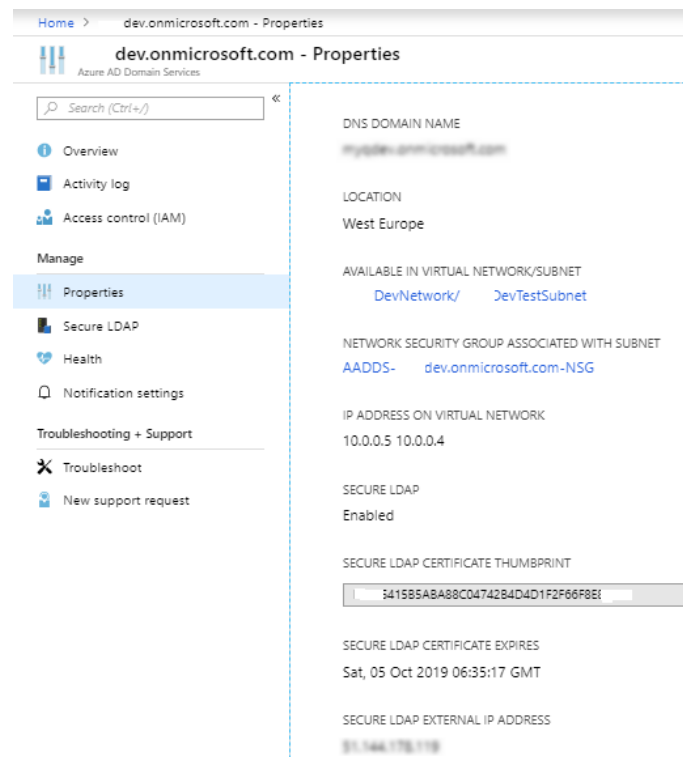 Home > dev.onmicrosoft.com - Properties
dev.onmicrosoft.com - Properties
Azure AD Domain Services
Search (Ctrl+/)
«
Overview
Activity log
Access control (IAM)
Manage
Properties
Secure LDAP
Health
Notification settings
Troubleshooting + Support
Troubleshoot
New support request
DNS DOMAIN NAME
LOCATION
West Europe
AVAILABLE IN VIRTUAL NETWORK/SUBNET
DevNetwork/ DevTestSubnet
NETWORK SECURITY GROUP ASSOCIATED WITH SUBNET
AADDS- dev.onmicrosoft.com-NSG
IP ADDRESS ON VIRTUAL NETWORK
10.0.0.5 10.0.0.4
SECURE LDAP
Enabled
SECURE LDAP CERTIFICATE THUMBPRINT
6415B5ABA88C04742B4D4D1F2F66F8E8
SECURE LDAP CERTIFICATE EXPIRES
Sat, 05 Oct 2019 06:35:17 GMT
SECURE LDAP EXTERNAL IP ADDRESS